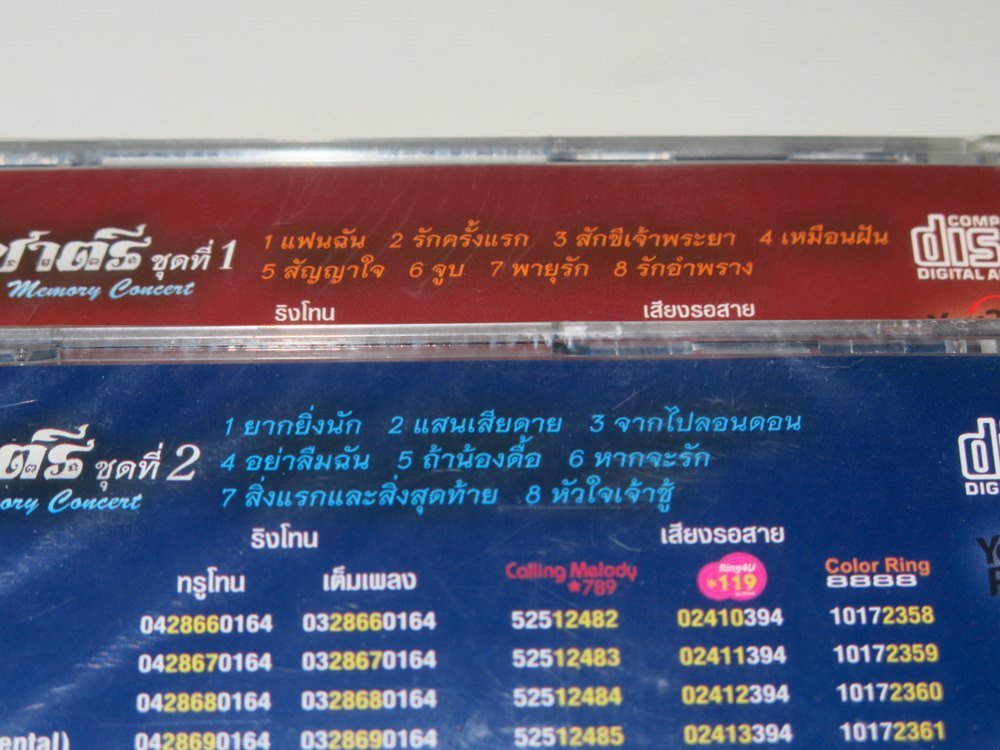 ชาตรี ชุดที่ 1
Memory Concert
1 แฟนฉัน 2 รักครั้งแรก 3 สักขีเจ้าพระยา 4 เหมือนฝัน
5 สัญญาใจ 6 จูบ 7 พายุรัก 8 รักอำพราง
DIGITAL
ริงโทน เสียงรอสาย
ตรี ชุดที่ 2
Concert
1 ยากยิ่งนัก 2 แสนเสียดาย 3 จากไปลอนดอน
4 อย่าลืมฉัน 5 ถ้าน้องดื้อ 6 หากจะรัก
7 สิ่งแรกและสิ่งสุดท้าย 8 หัวใจเจ้าชู้
ริงโทน เสียงรอสาย
ทรูโทน เต็มเพลง Calling Melody *789 Ring4U *119 Color Ring 8888
0428660164 0328660164 52512482 02410394 10172358
0428670164 0328670164 52512483 02411394 10172359
0428680164 0328680164 52512484 02412394 10172360
ental) 0428690164 0328690164 52512485 02413394 10172361